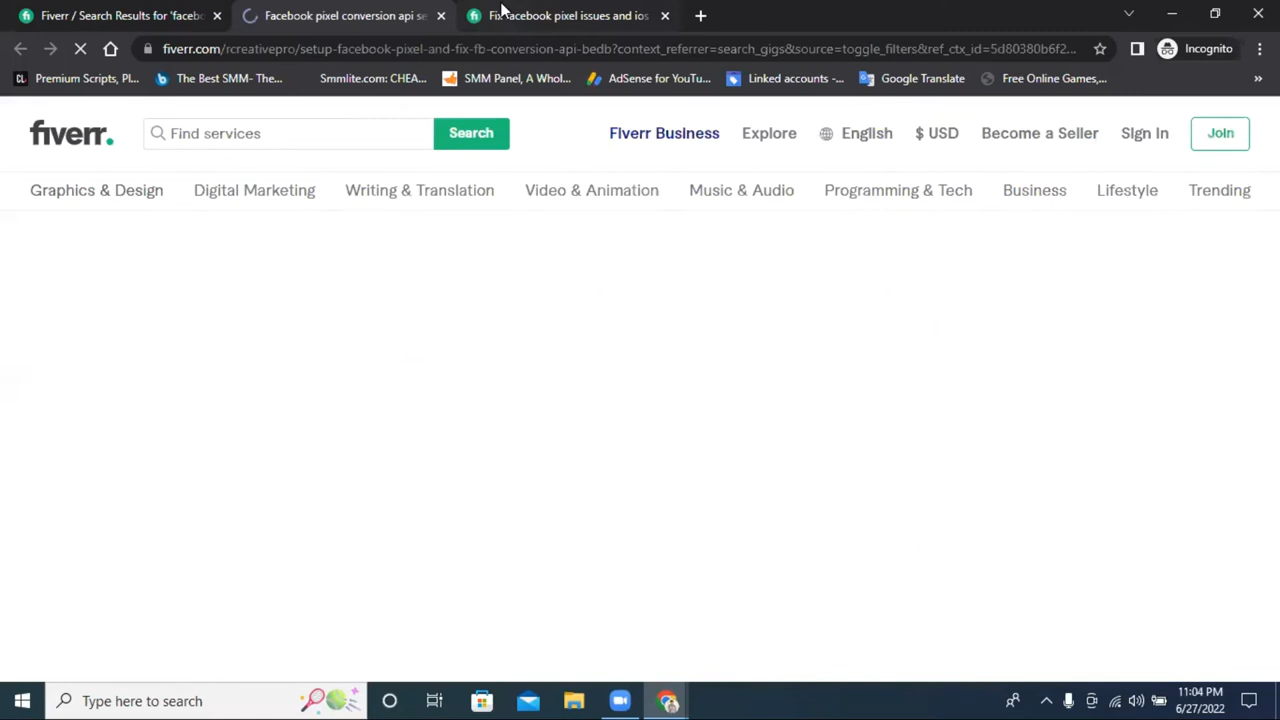 Fiverr / Search Results for 'facebo
Facebook pixel conversion api se
Fix facebook pixel issues and ios
fiverr.com/rcreativepro/setup-facebook-pixel-and-fix-fb-conversion-api-bedb?context_referrer=search_gigs&source=toggle_filters&ref_ctx_id=5d80380b6f2...
Incognito
Premium Scripts, Pl...
The Best SMM- The...
Smmlite.com: CHEA...
SMM Panel, A Whol...
AdSense for YouTu...
Linked accounts -...
Google Translate
Free Online Games,...
»
fiverr.
Find services
Search
Fiverr Business
Explore
English
$ USD
Become a Seller
Sign In
Join
Graphics & Design
Digital Marketing
Writing & Translation
Video & Animation
Music & Audio
Programming & Tech
Business
Lifestyle
Trending
Type here to search
11:04 PM
6/27/2022